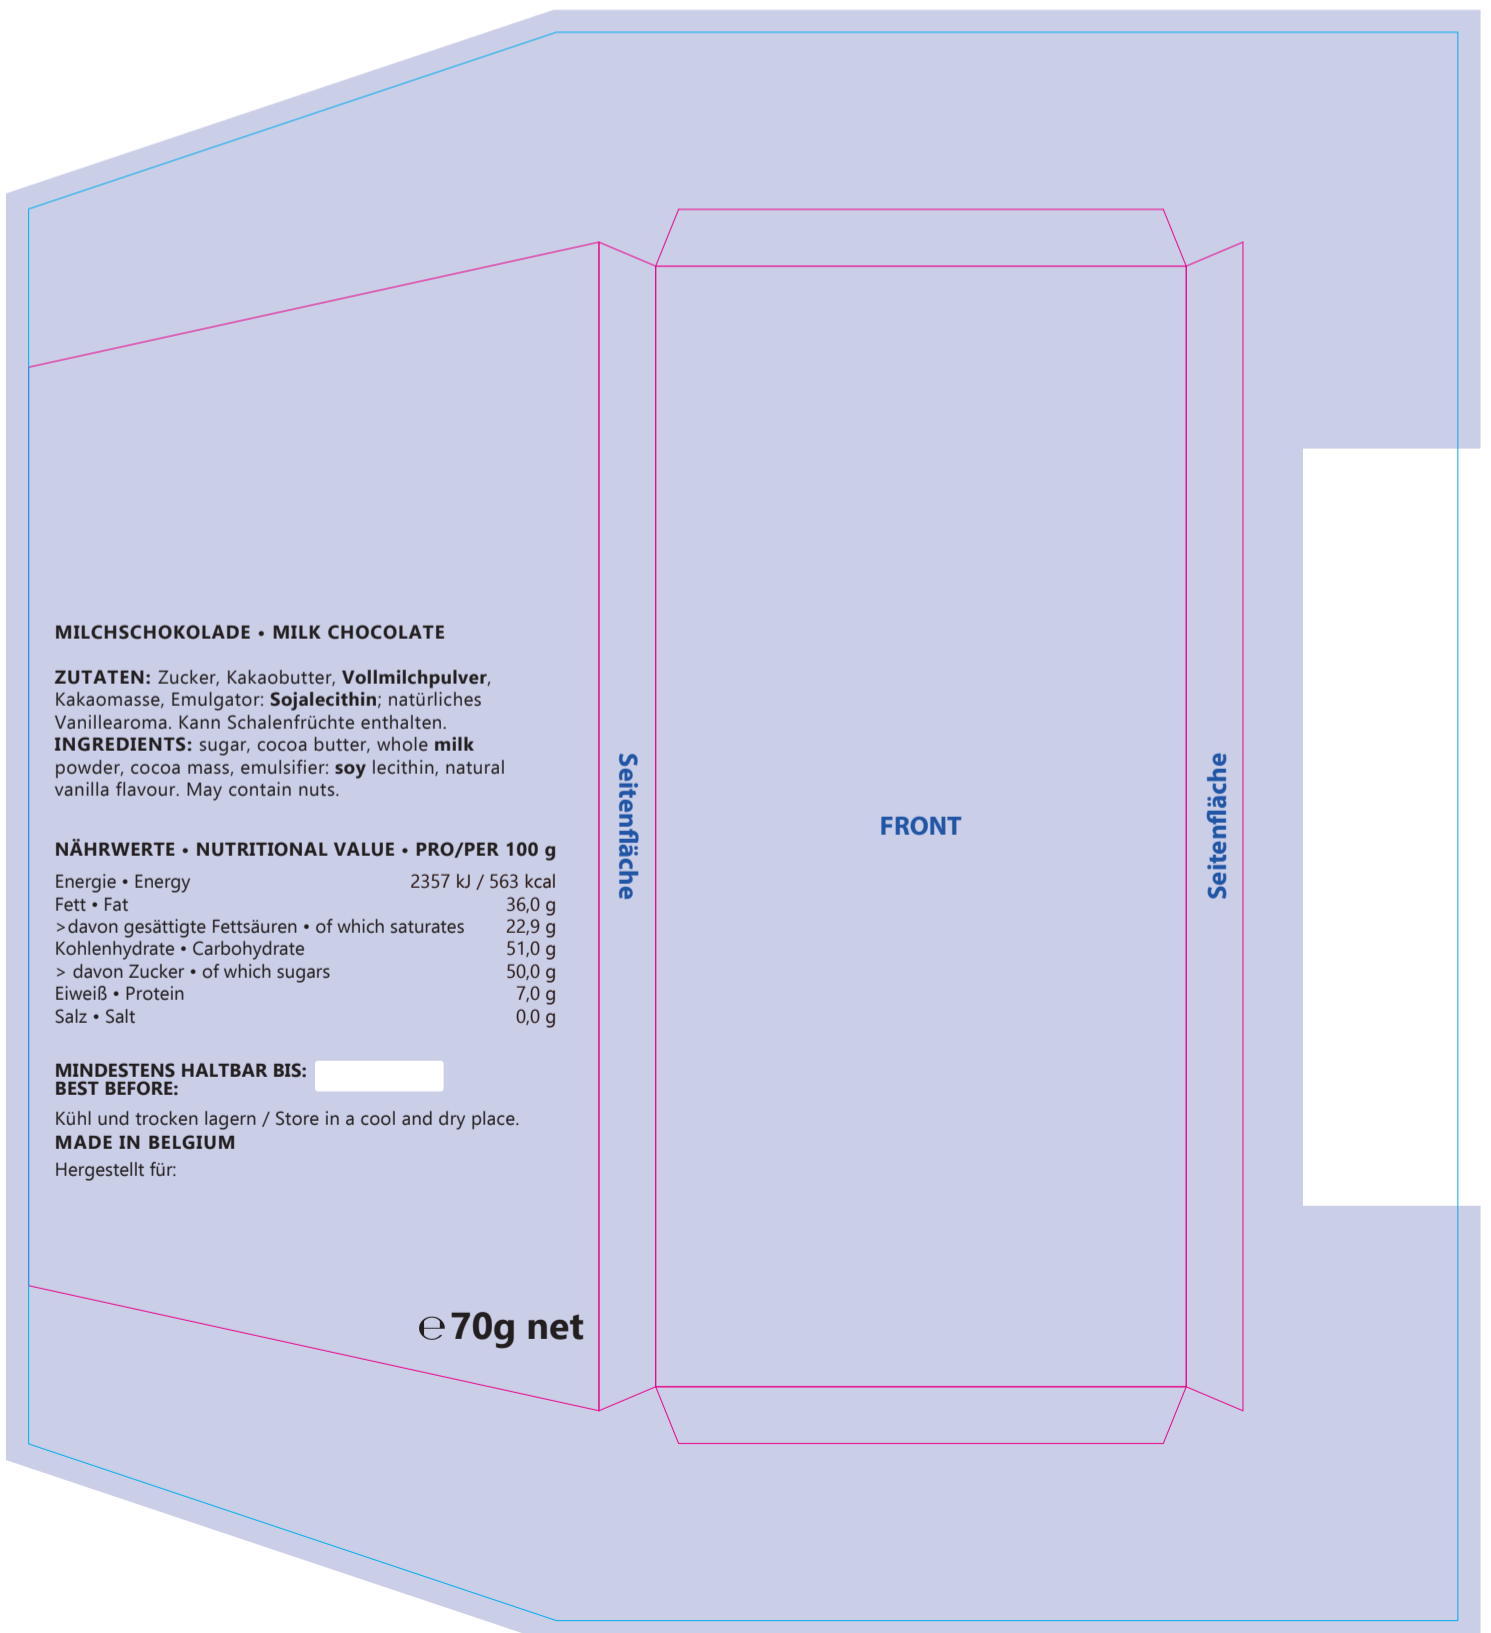 MILCHSCHOKOLADE • MILK CHOCOLATE
ZUTATEN: Zucker, Kakaobutter, Vollmilchpulver,
Kakaomasse, Emulgator: Sojalecithin; natürliches
Vanillearoma. Kann Schalenfrüchte enthalten.
INGREDIENTS: sugar, cocoa butter, whole milk
powder, cocoa mass, emulsifier: soy lecithin, natural
vanilla flavour. May contain nuts.
NÄHRWERTE • NUTRITIONAL VALUE • PRO/PER 100 g
Energie • Energy 2357 kJ / 563 kcal
Fett • Fat 36,0 g
>davon gesättigte Fettsäuren • of which saturates 22,9 g
Kohlenhydrate • Carbohydrate 51,0 g
> davon Zucker • of which sugars 50,0 g
Eiweiß • Protein 7,0 g
Salz • Salt 0,0 g
MINDESTENS HALTBAR BIS:
BEST BEFORE:
Kühl und trocken lagern / Store in a cool and dry place.
MADE IN BELGIUM
Hergestellt für:
℮ 70g net
Seitenfläche
FRONT
Seitenfläche